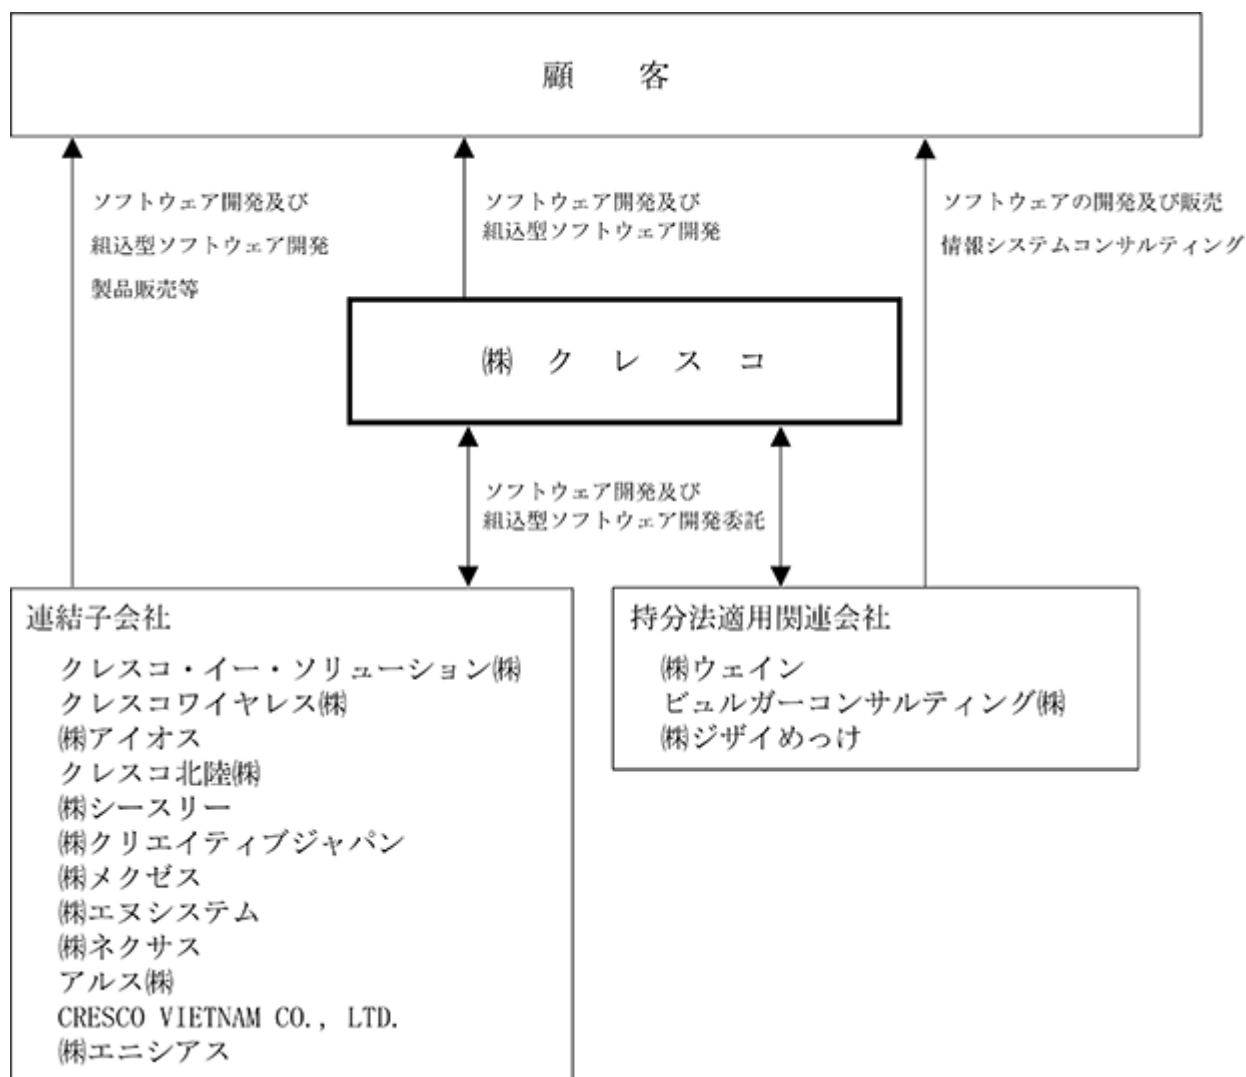 顧　　客
ソフトウェア開発及び
組込型ソフトウェア開発
製品販売等
ソフトウェア開発及び
組込型ソフトウェア開発
ソフトウェアの開発及び販売
情報システムコンサルティング
㈱　ク　レ　ス　コ
ソフトウェア開発及び
組込型ソフトウェア開発委託
連結子会社
クレスコ・イー・ソリューション㈱
クレスコワイヤレス㈱
㈱アイオス
クレスコ北陸㈱
㈱シースリー
㈱クリエイティブジャパン
㈱メクゼス
㈱エヌシステム
㈱ネクサス
アルス㈱
CRESCO VIETNAM CO., LTD.
㈱エニシアス
持分法適用関連会社
㈱ウェイン
ビュルガーコンサルティング㈱
㈱ジザイめっけ